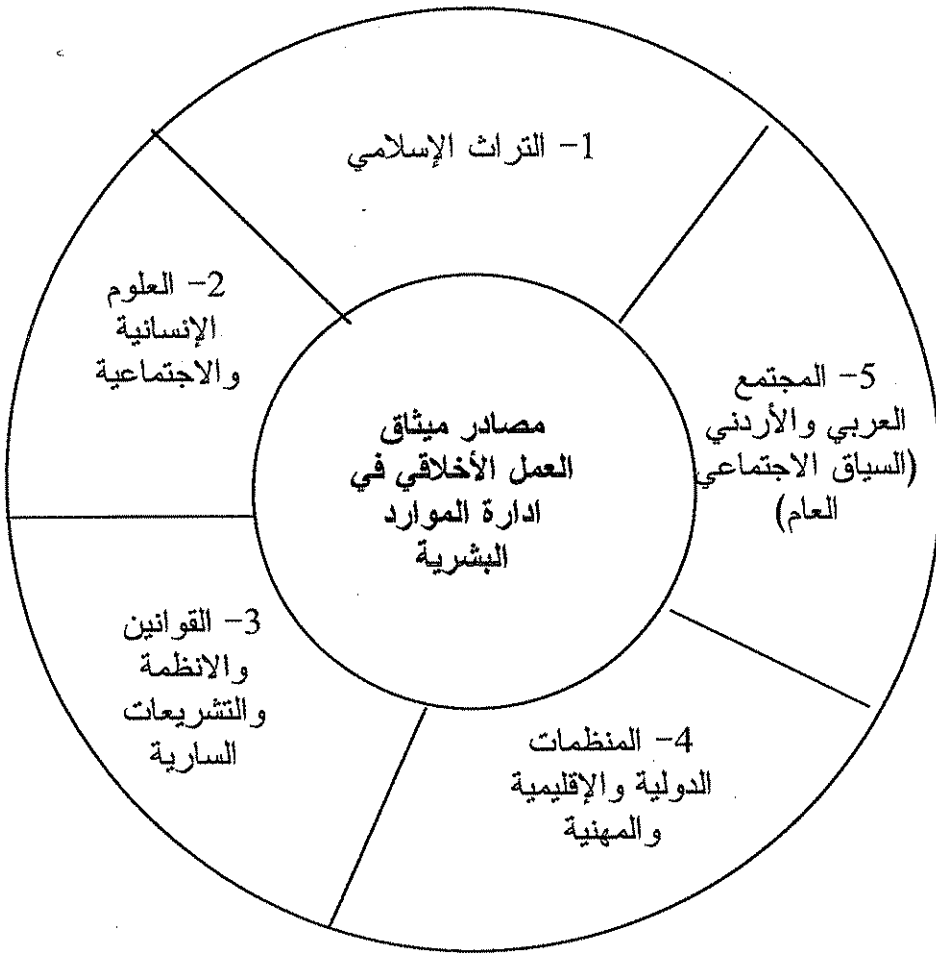 1- التراث الإسلامي
2- العلوم
الإنسانية
والاجتماعية
3- القوانين
والانظمة
والتشريعات
السارية
4- المنظمات
الدولية والإقليمية
والمهنية
5- المجتمع
العربي والأردني
(السياق الاجتماعي
العام)
مصادر ميثاق
العمل الأخلاقي في
ادارة الموارد
البشرية